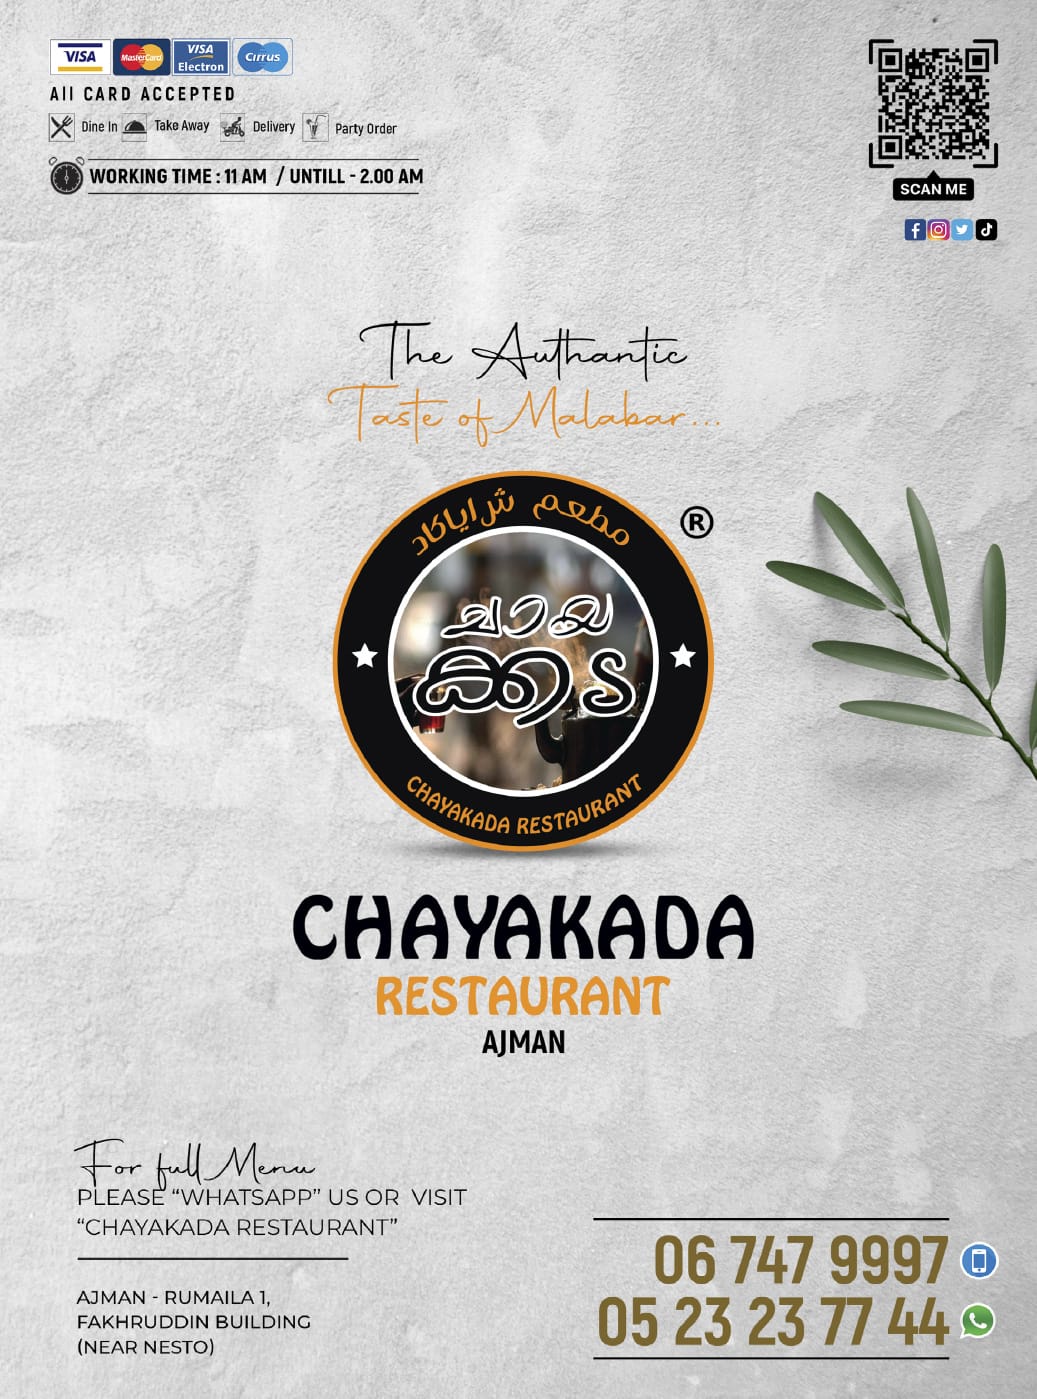 VISA
MasterCard
VISA
Electron
Cirrus
All CARD ACCEPTED
Dine In
Take Away
Delivery
Party Order
WORKING TIME : 11 AM / UNTILL - 2.00 AM
SCAN ME
The Authantic
Taste of Malabar...
مطعم شراياكاد
®
ചായ
ക്കട
CHAYAKADA RESTAURANT
CHAYAKADA
RESTAURANT
AJMAN
For full Menu
PLEASE “WHATSAPP” US OR VISIT
“CHAYAKADA RESTAURANT”
AJMAN - RUMAILA 1,
FAKHRUDDIN BUILDING
(NEAR NESTO)
06 747 9997
05 23 23 77 44